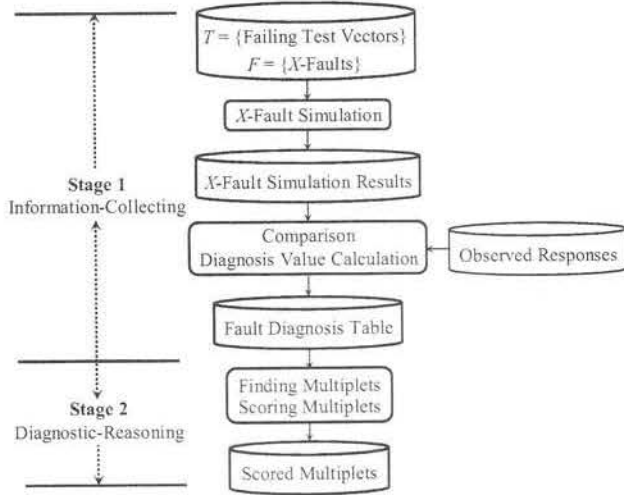 T = {Failing Test Vectors}
F = {X-Faults}
X-Fault Simulation
Stage 1
Information-Collecting
X-Fault Simulation Results
Comparison
Diagnosis Value Calculation
Observed Responses
Fault Diagnosis Table
Stage 2
Diagnostic-Reasoning
Finding Multiplets
Scoring Multiplets
Scored Multiplets